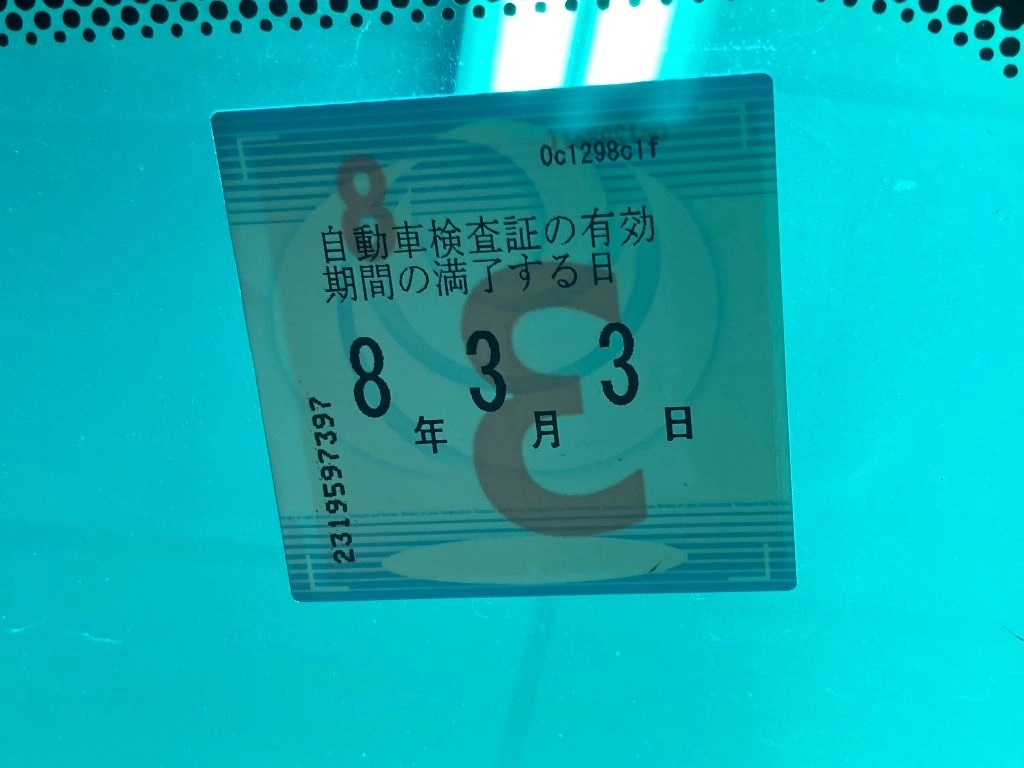 0c1298c1f
8
自動車検査証の有効
期間の満了する日
3
8年 3月 3日
2319597397